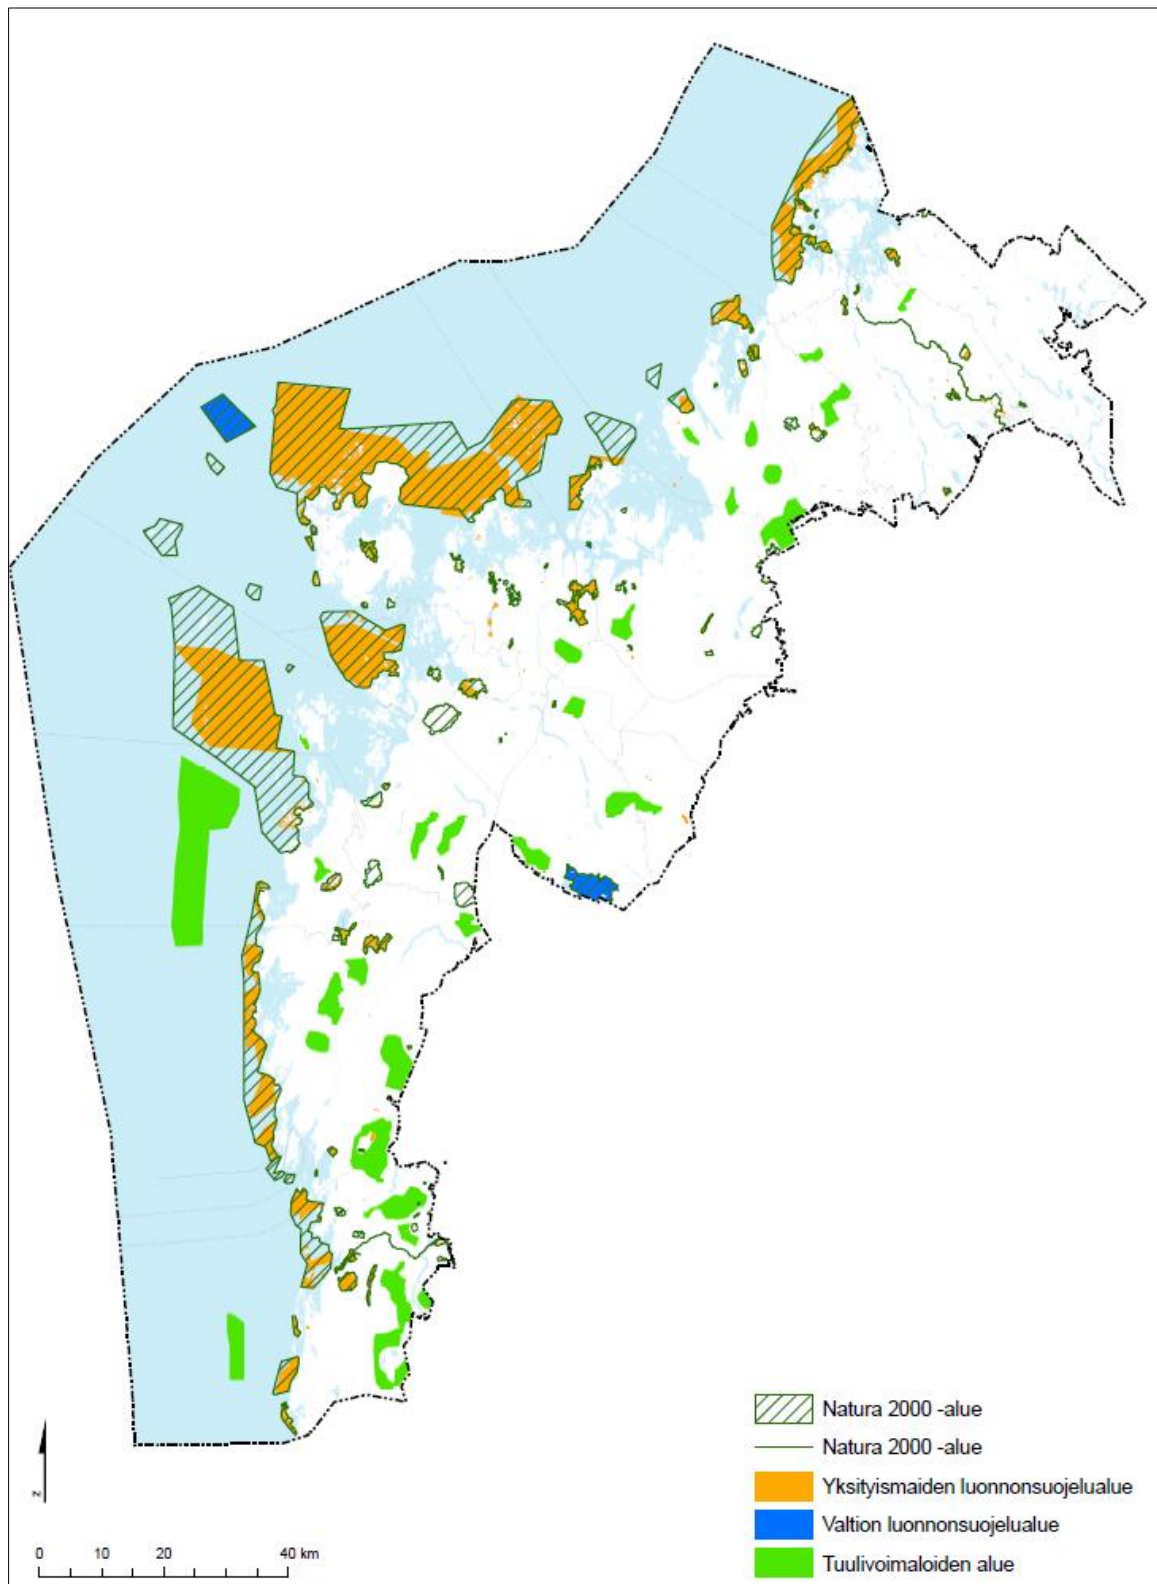 Natura 2000 -alue
Natura 2000 -alue
Yksityismaiden luonnonsuojelualue
Valtion luonnonsuojelualue
Tuulivoimaloiden alue
N
0 10 20 40 km